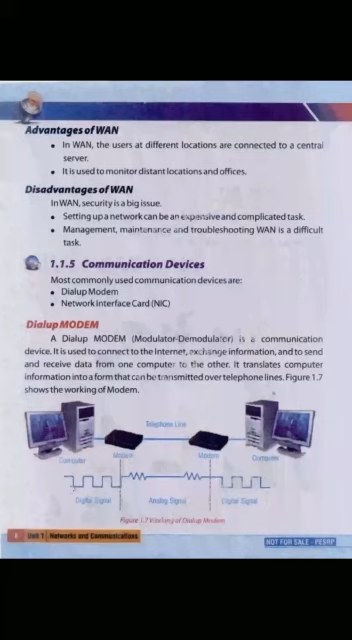 Advantages of WAN
• In WAN, the users at different locations are connected to a central
server.
• It is used to monitor distant locations and offices.
Disadvantages of WAN
In WAN, security is a big issue.
• Setting up a network can be an expensive and complicated task.
• Management, maintenance and troubleshooting WAN is a difficult
task.
1.1.5 Communication Devices
Most commonly used communication devices are:
• Dialup Modem
• Network Interface Card (NIC)
Dialup MODEM
A Dialup MODEM (Modulator-Demodulator) is a communication
device. It is used to connect to the Internet, exchange information, and to send
and receive data from one computer to the other. It translates computer
information into a form that can be transmitted over telephone lines. Figure 1.7
shows the working of Modem.
Telephone Line
Computer Modem Modem Computer
Digital Signal Analog Signal Digital Signal
Figure 1.7 Working of Dialup Modem
Unit 1 Networks and Communications
NOT FOR SALE - PESRP